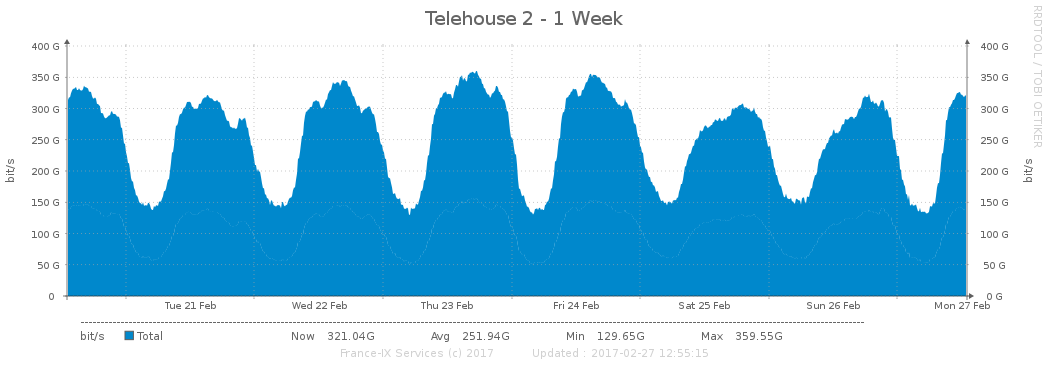 Telehouse 2 - 1 Week
RRDTOOL / TOBI OETIKER
400 G 400 G
350 G 350 G
300 G 300 G
250 G 250 G
200 G 200 G
150 G 150 G
100 G 100 G
50 G 50 G
0 0 G
bit/s
bit/s
Tue 21 Feb Wed 22 Feb Thu 23 Feb Fri 24 Feb Sat 25 Feb Sun 26 Feb Mon 27 Feb
bit/s Total Now 321.04G Avg 251.94G Min 129.65G Max 359.55G
France-IX Services (c) 2017 Updated : 2017-02-27 12:55:15